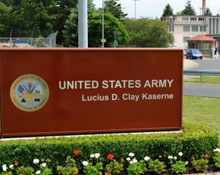 UNITED STATES ARMY
Lucius D. Clay Kaserne